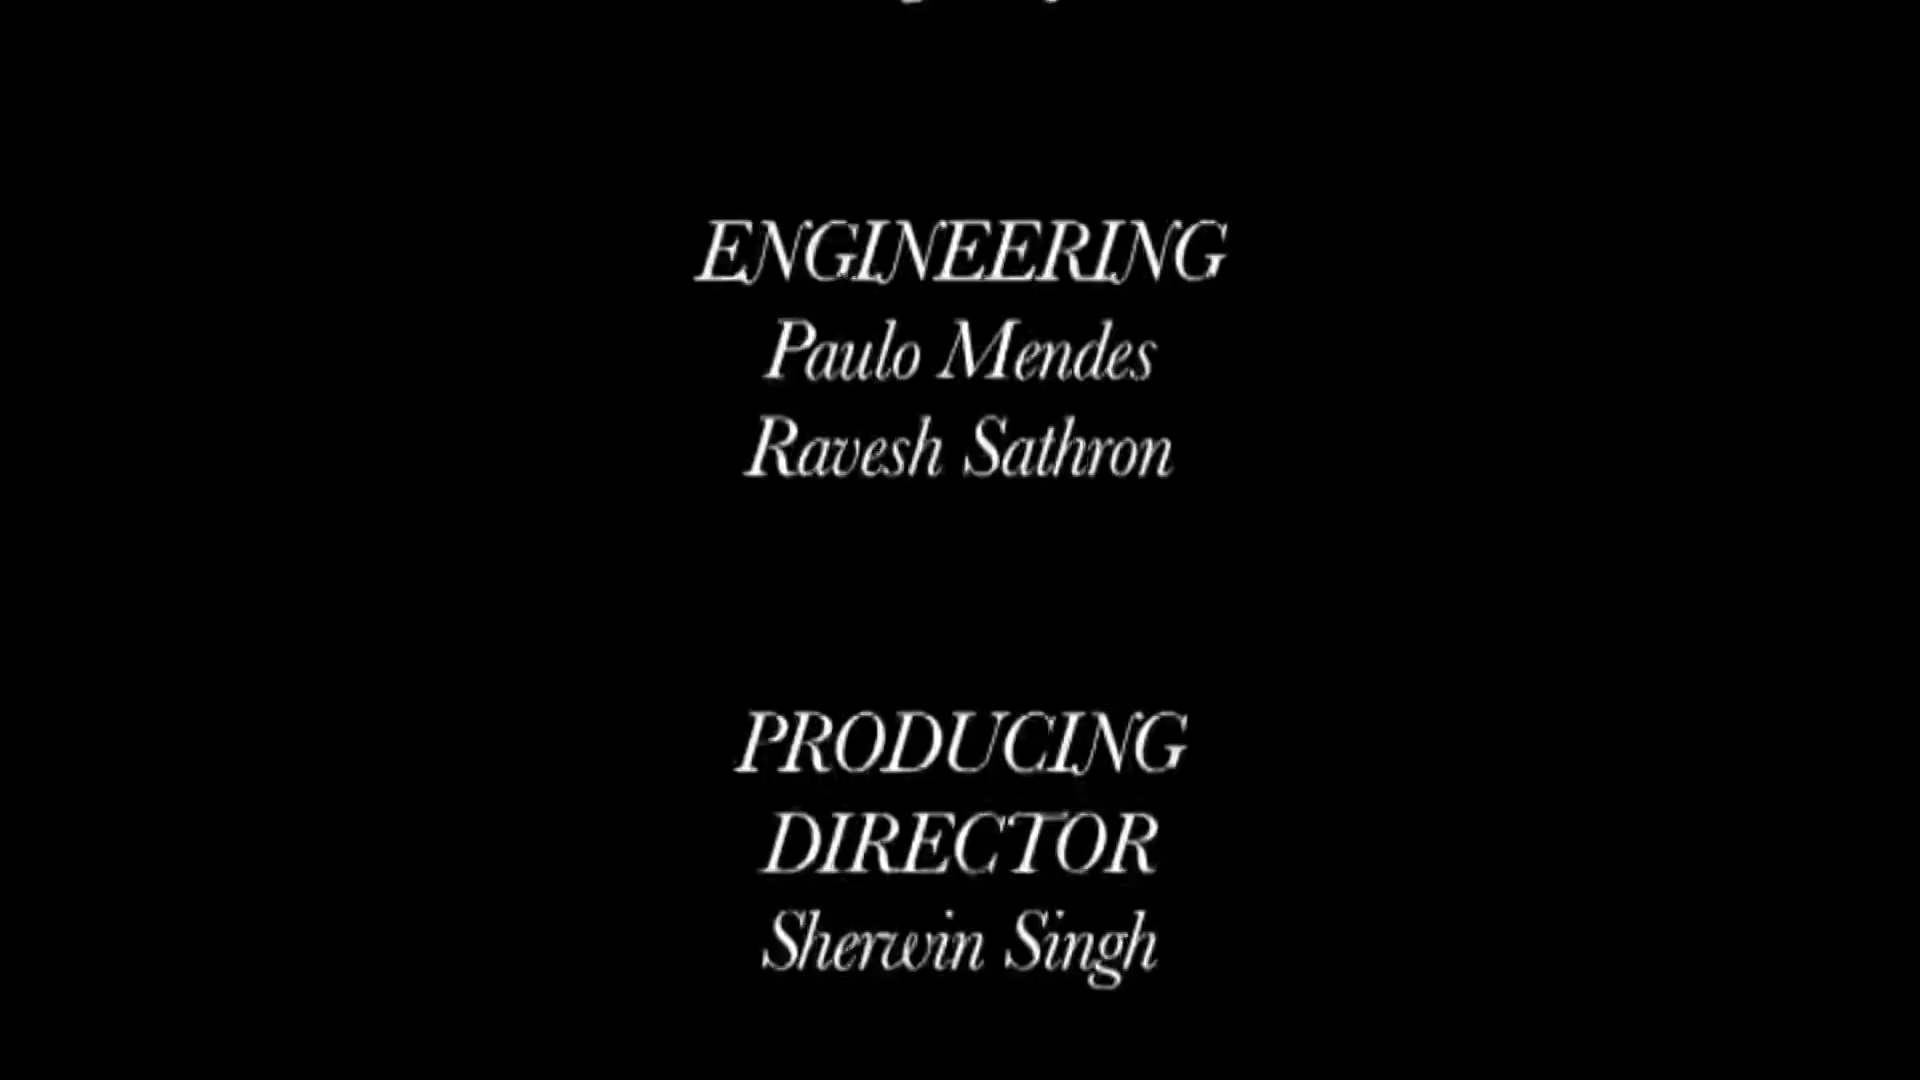 ENGINEERING
Paulo Mendes
Ravesh Sathron
PRODUCING
DIRECTOR
Sherwin Singh